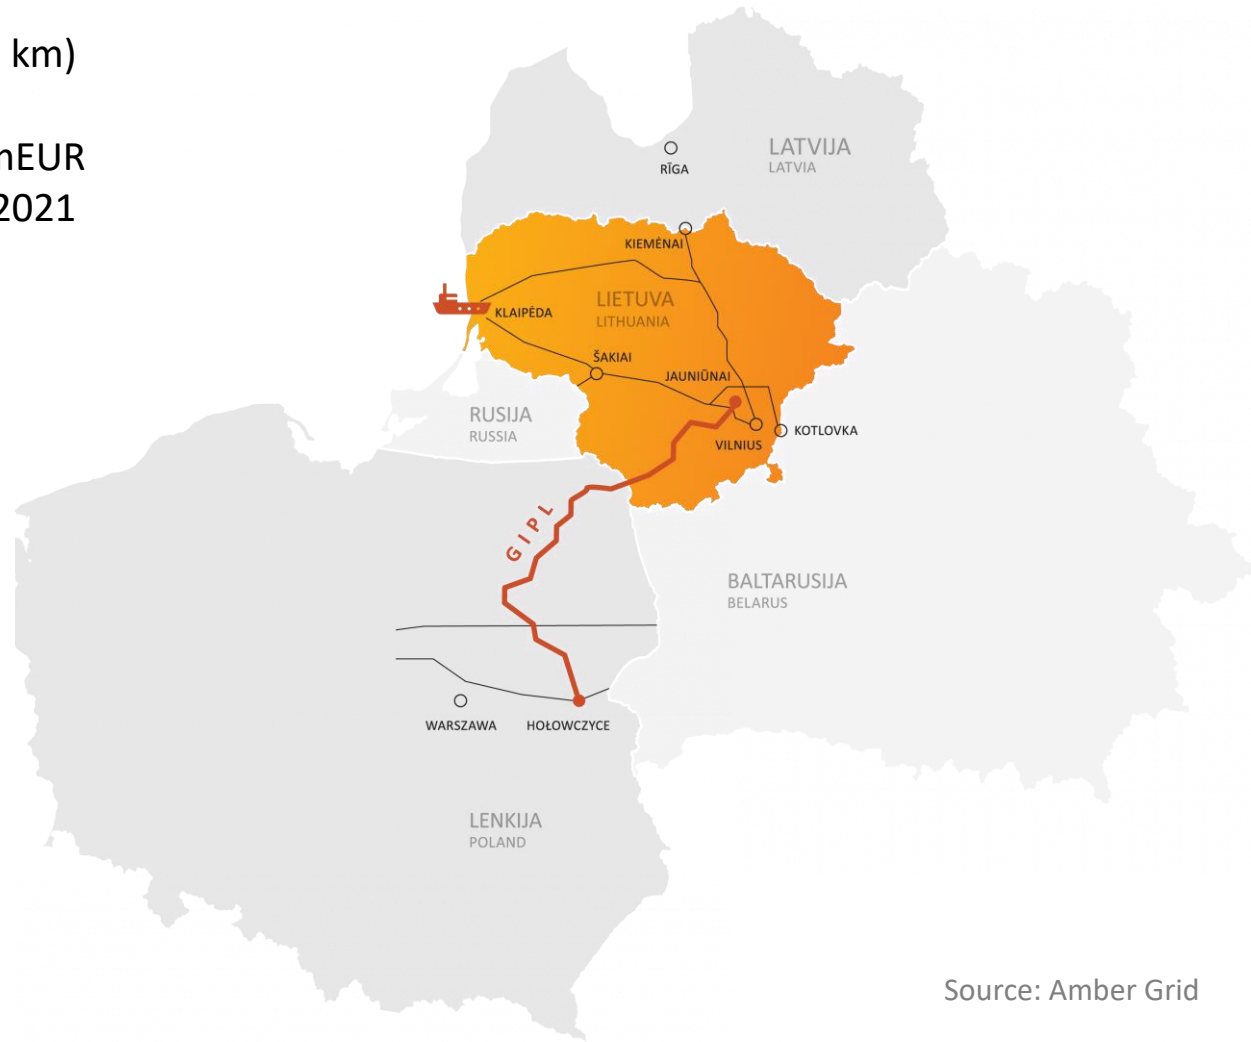 km)
EUR
2021
LATVIJA
LATVIA
RĪGA
KIEMĖNAI
LIETUVA
LITHUANIA
KLAIPĖDA
ŠAKIAI
JAUNIŪNAI
RUSIJA
RUSSIA
VILNIUS
KOTLOVKA
GIPL
BALTARUSIJA
BELARUS
WARSZAWA
HOŁOWCZYCE
LENKIJA
POLAND
Source: Amber Grid